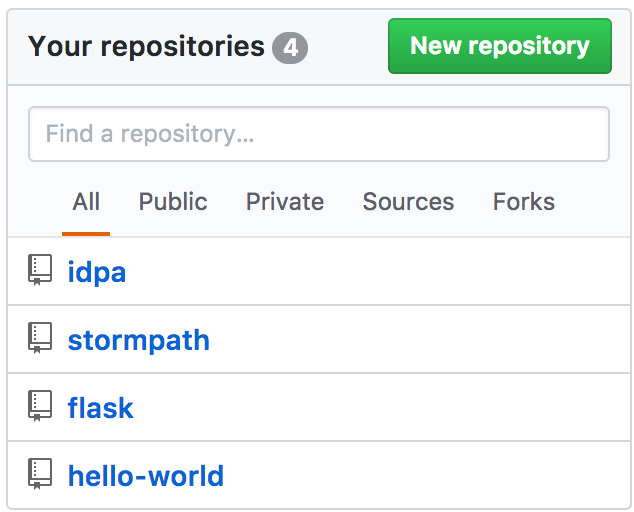 Your repositories 4 New repository
Find a repository...
All Public Private Sources Forks
idpa
stormpath
flask
hello-world